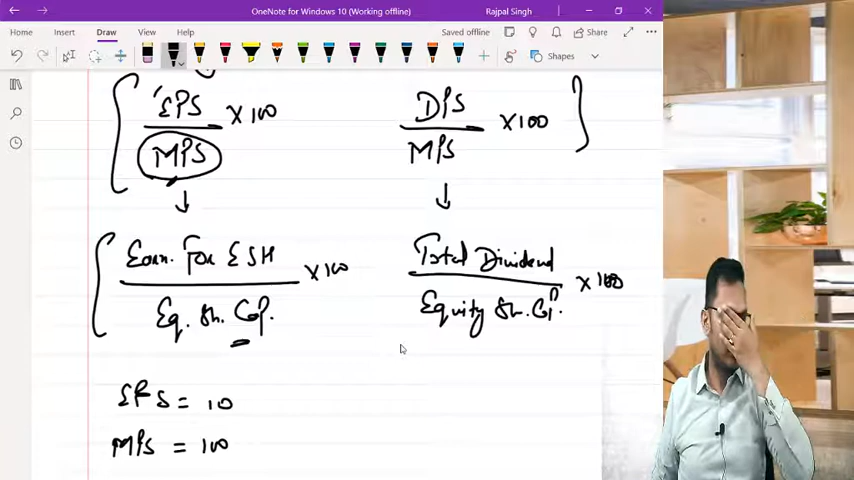 OneNote for Windows 10 (Working offline)
Rajpal Singh
Home Insert Draw View Help
Saved offline Share
Shapes
EPS × 100
MPS
DPS × 100
MPS
Earn. For ESH × 100
Eq. Sh. Cap.
Total Dividend × 100
Equity Sh. Cap.
EPS = 10
MPS = 100